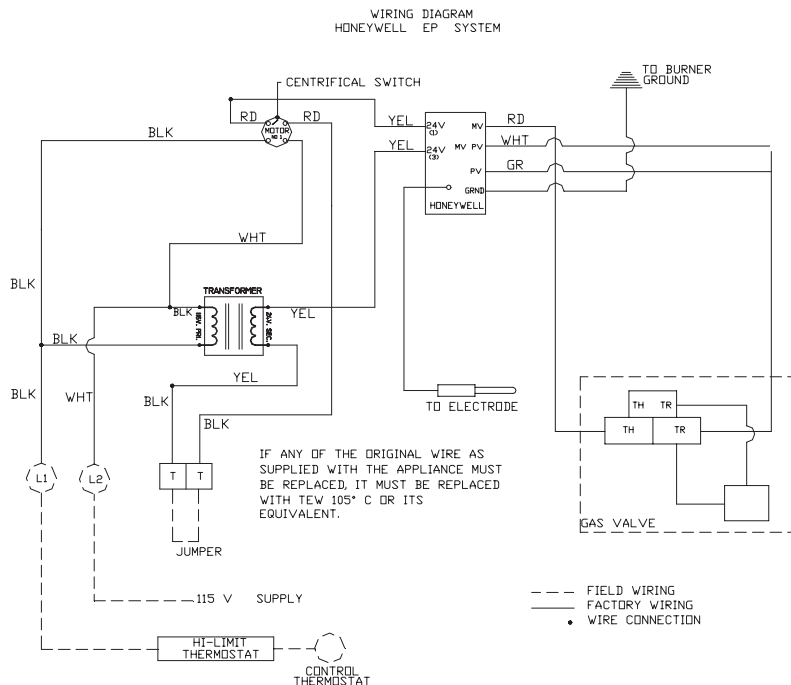 WIRING DIAGRAM
HONEYWELL EP SYSTEM
TO BURNER
GROUND
CENTRIFICAL SWITCH
RD
RD
MOTOR
NO 1
BLK
YEL
24V
(1)
MV
RD
YEL
24V
(3)
MV PV
WHT
PV
GR
GRND
HONEYWELL
WHT
BLK
TRANSFORMER
BLK
115V. PRI.
24V. SEC.
YEL
BLK
YEL
BLK
WHT
BLK
BLK
TO ELECTRODE
TH TR
TH TR
GAS VALVE
IF ANY OF THE ORIGINAL WIRE AS
SUPPLIED WITH THE APPLIANCE MUST
BE REPLACED, IT MUST BE REPLACED
WITH TEW 105° C OR ITS
EQUIVALENT.
L1
L2
T T
JUMPER
115 V SUPPLY
FIELD WIRING
FACTORY WIRING
WIRE CONNECTION
HI-LIMIT
THERMOSTAT
CONTROL
THERMOSTAT